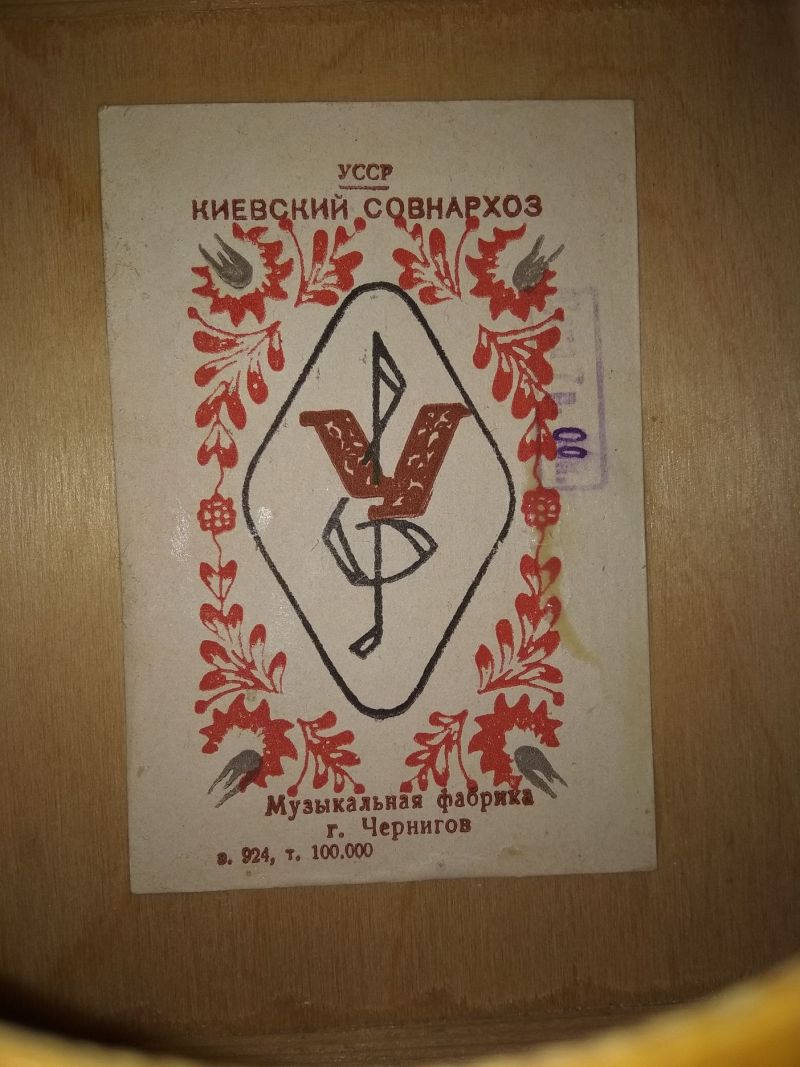 УССР
КИЕВСКИЙ СОВНАРХОЗ
Музыкальная фабрика
г. Чернигов
з. 924, т. 100.000